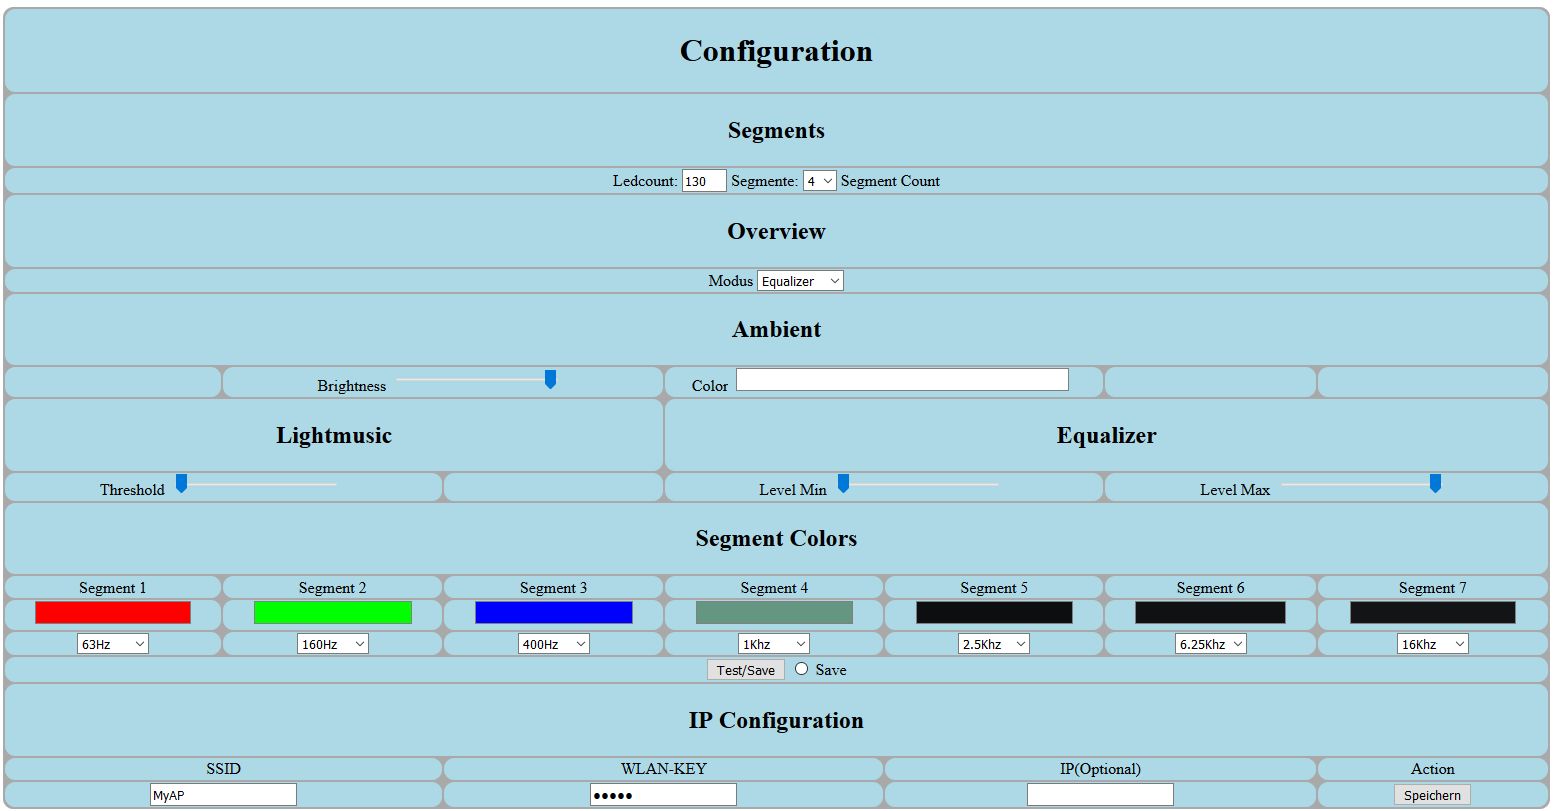 Configuration
Segments
Ledcount: 130 Segmente: 4 Segment Count
Overview
Modus Equalizer
Ambient
Brightness Color
Lightmusic Equalizer
Threshold Level Min Level Max
Segment Colors
Segment 1 Segment 2 Segment 3 Segment 4 Segment 5 Segment 6 Segment 7
63Hz 160Hz 400Hz 1Khz 2.5Khz 6.25Khz 16Khz
Test/Save Save
IP Configuration
SSID WLAN-KEY IP(Optional) Action
MyAP ●●●●● Speichern